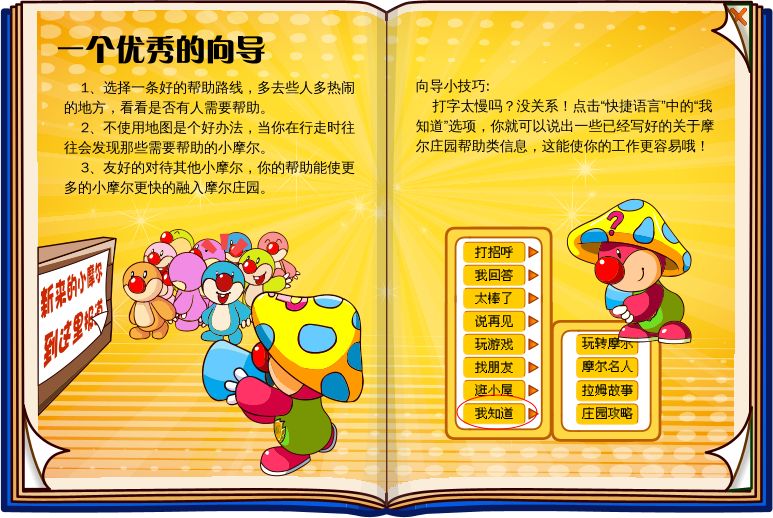 一个优秀的向导
1、选择一条好的帮助路线，多去些人多热闹
的地方，看看是否有人需要帮助。
2、不使用地图是个好办法，当你在行走时往
往会发现那些需要帮助的小摩尔。
3、友好的对待其他小摩尔，你的帮助能使更
多的小摩尔更快的融入摩尔庄园。
新来的小摩尔
到这里报道
向导小技巧:
打字太慢吗？没关系！点击“快捷语言”中的“我
知道”选项，你就可以说出一些已经写好的关于摩
尔庄园帮助类信息，这能使你的工作更容易哦！
打招呼
我回答
太棒了
说再见
玩游戏
找朋友
逛小屋
我知道
玩转摩尔
摩尔名人
拉姆故事
庄园攻略
?